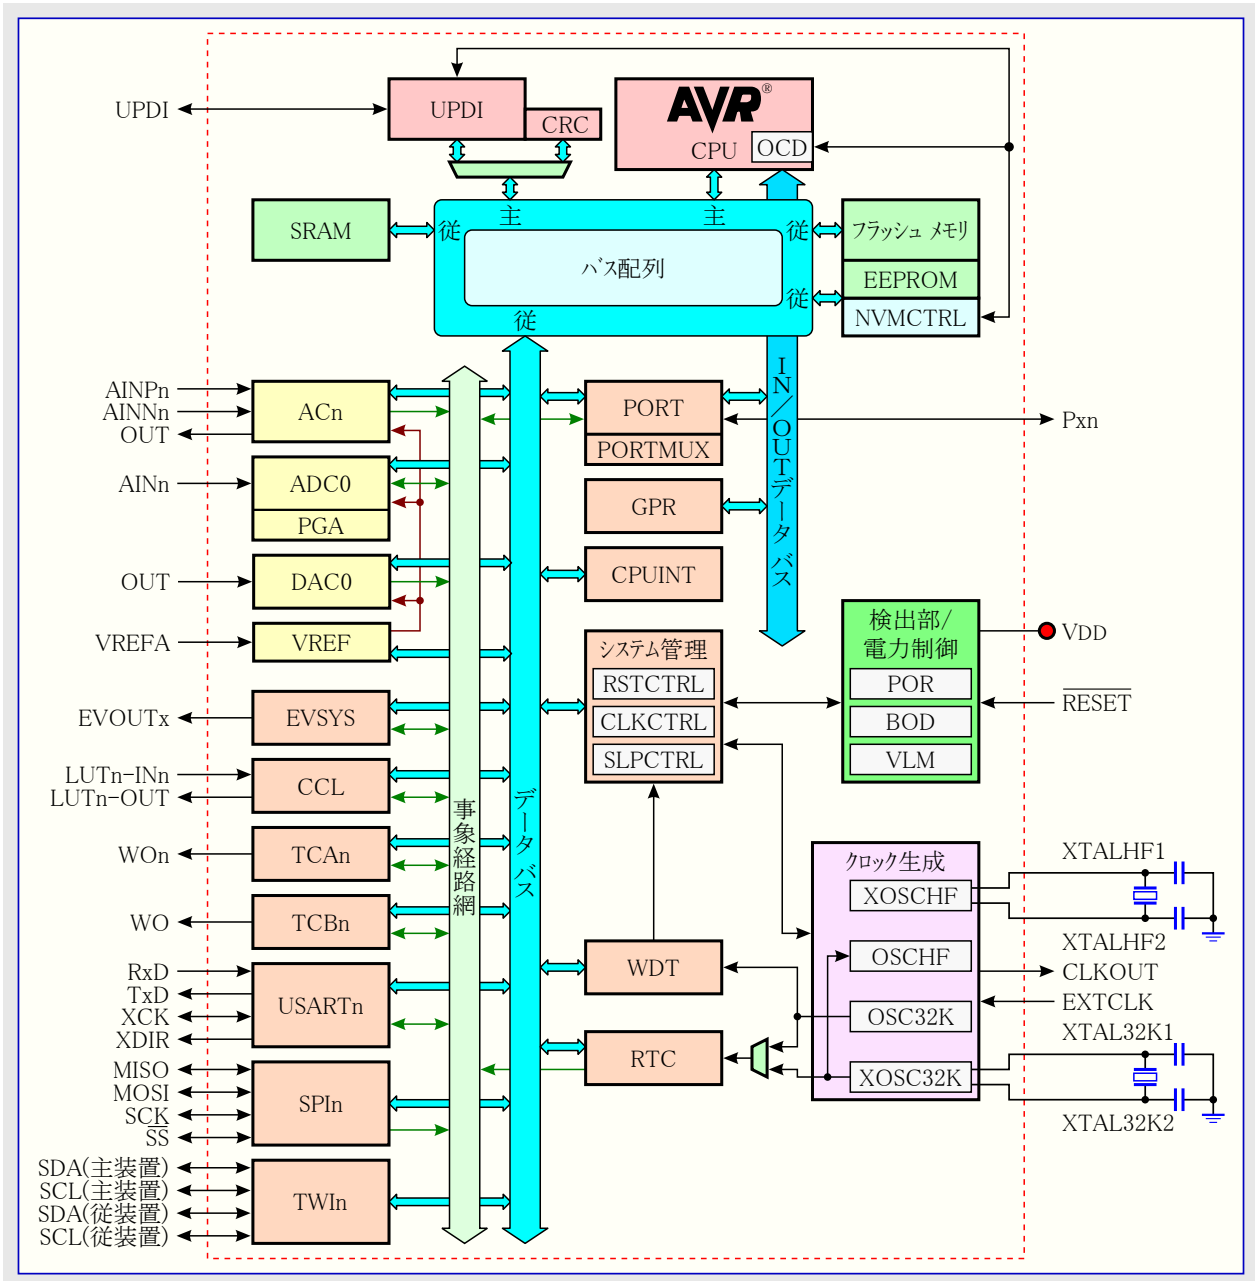 UPDI
UPDI
CRC
AVR®
CPU
OCD
SRAM
主
主
従
従
従
従
バス配列
フラッシュ メモリ
EEPROM
NVMCTRL
AINPn
AINNn
OUT
ACn
AINn
ADC0
PGA
OUT
DAC0
VREFA
VREF
EVOUTx
EVSYS
LUTn-INn
LUTn-OUT
CCL
WOn
TCAn
WO
TCBn
RxD
TxD
XCK
XDIR
USARTn
MISO
MOSI
SCK
SS
SPIn
SDA(主装置)
SCL(主装置)
SDA(従装置)
SCL(従装置)
TWIn
事象経路網
データ バス
IN/OUTデータ バス
PORT
PORTMUX
Pxn
GPR
CPUINT
システム管理
RSTCTRL
CLKCTRL
SLPCTRL
検出部/
電力制御
POR
BOD
VLM
VDD
RESET
WDT
RTC
クロック生成
XOSCHF
OSCHF
OSC32K
XOSC32K
XTALHF1
XTALHF2
CLKOUT
EXTCLK
XTAL32K1
XTAL32K2